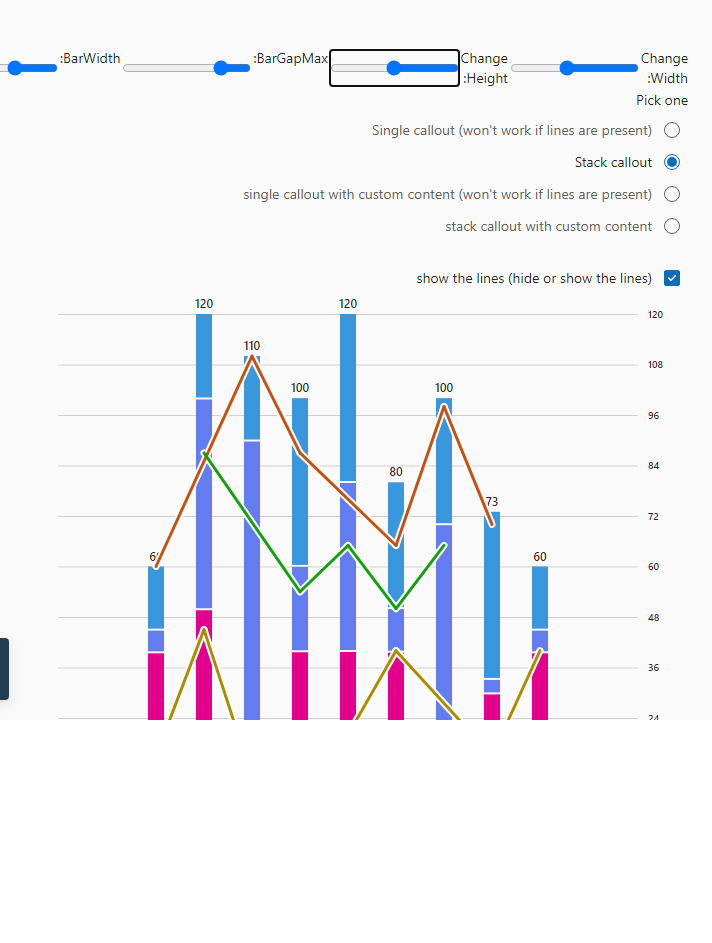 Change
:Width
Change
:Height
:BarGapMax
:BarWidth
Pick one
Single callout (won't work if lines are present)
Stack callout
single callout with custom content (won't work if lines are present)
stack callout with custom content
show the lines (hide or show the lines)
120
120
120
110
108
100
100
96
84
80
73
72
60
60
48
36
24